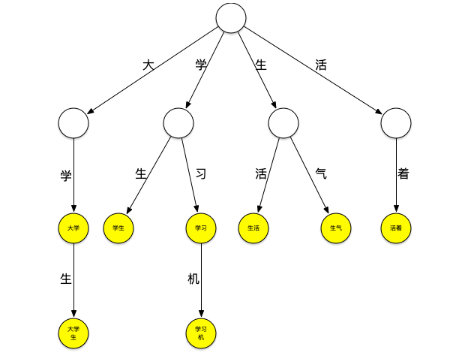 大 学 生 活
学 生 习 活 气 着
大学 学生 学习 生活 生气 活着
生 机
大学
生
学习
机